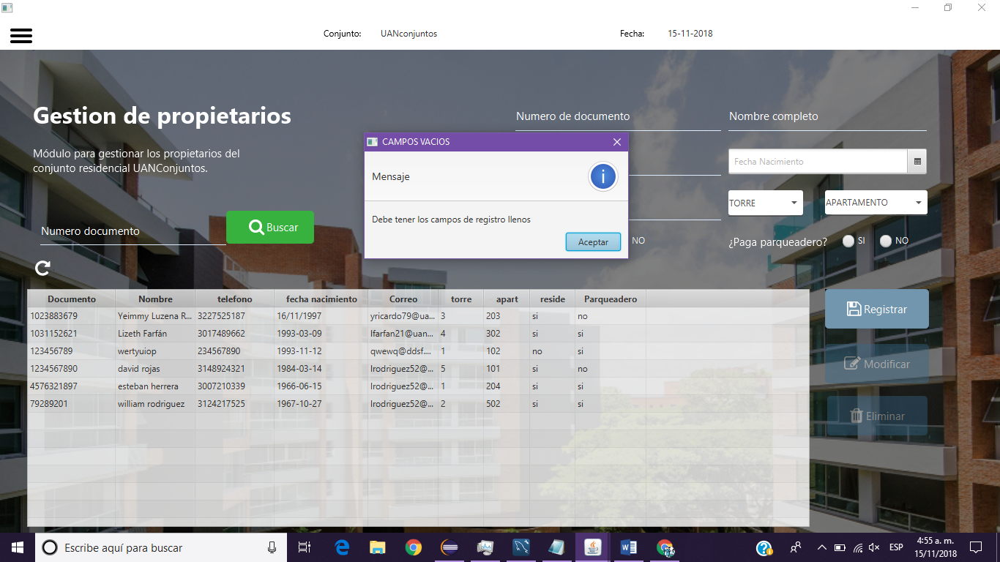 Conjunto: UANconjuntos Fecha: 15-11-2018
Gestion de propietarios
Módulo para gestionar los propietarios del
conjunto residencial UANConjuntos.
Numero documento
Buscar
Numero de documento
Nombre completo
Fecha Nacimiento
TORRE
APARTAMENTO
NO
¿Paga parqueadero? SI NO
CAMPOS VACIOS
Mensaje
Debe tener los campos de registro llenos
Aceptar
Documento Nombre telefono fecha nacimiento Correo torre apart reside Parqueadero
1023883679 Yeimmy Luzena R... 3227525187 16/11/1997 yricardo79@ua... 3 203 si no
1031152621 Lizeth Farfán 3017489662 1993-03-09 lfarfan21@uan... 4 302 si si
123456789 wertyuiop 234567890 1993-11-12 qwewq@ddsf.... 1 102 no si
1234567890 david rojas 3148924321 1984-03-14 lrodriguez52@... 5 101 si no
4576321897 esteban herrera 3007210339 1966-06-15 lrodriguez52@... 1 204 si si
79289201 william rodriguez 3124217525 1967-10-27 lrodriguez52@... 2 502 si si
Registrar
Modificar
Eliminar
Escribe aquí para buscar
ESP
4:55 a. m.
15/11/2018